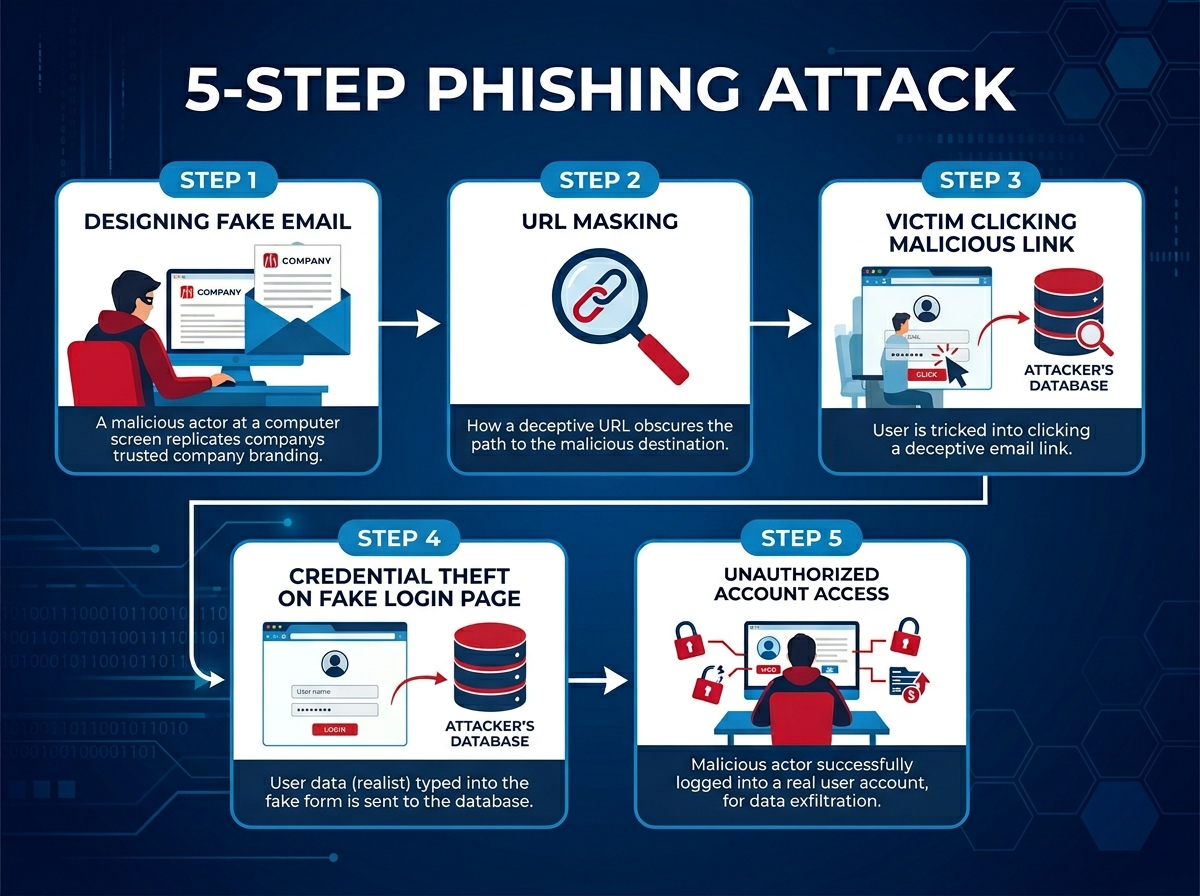 5-STEP PHISHING ATTACK
STEP 1
DESIGNING FAKE EMAIL
COMPANY
COMPANY
A malicious actor at a computer
screen replicates companys
trusted company branding.
STEP 2
URL MASKING
How a deceptive URL obscures the
path to the malicious destination.
STEP 3
VICTIM CLICKING
MALICIOUS LINK
CLICK
ATTACKER'S
DATABASE
User is tricked into clicking
a deceptive email link.
STEP 4
CREDENTIAL THEFT
ON FAKE LOGIN PAGE
User name
LOGIN
ATTACKER'S
DATABASE
User data (realist) typed into the
fake form is sent to the database.
STEP 5
UNAUTHORIZED
ACCOUNT ACCESS
Malicious actor successfully
logged into a real user account,
for data exfiltration.